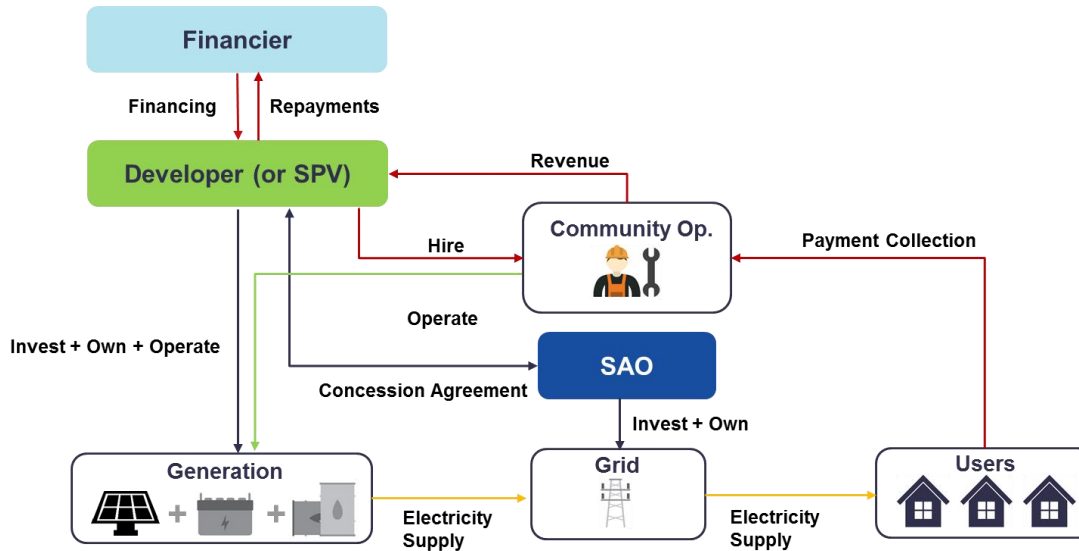 Financier
Financing
Repayments
Developer (or SPV)
Revenue
Community Op.
Payment Collection
Hire
Operate
Invest + Own + Operate
SAO
Concession Agreement
Invest + Own
Generation
Grid
Users
+ +
Electricity
Supply
Electricity
Supply